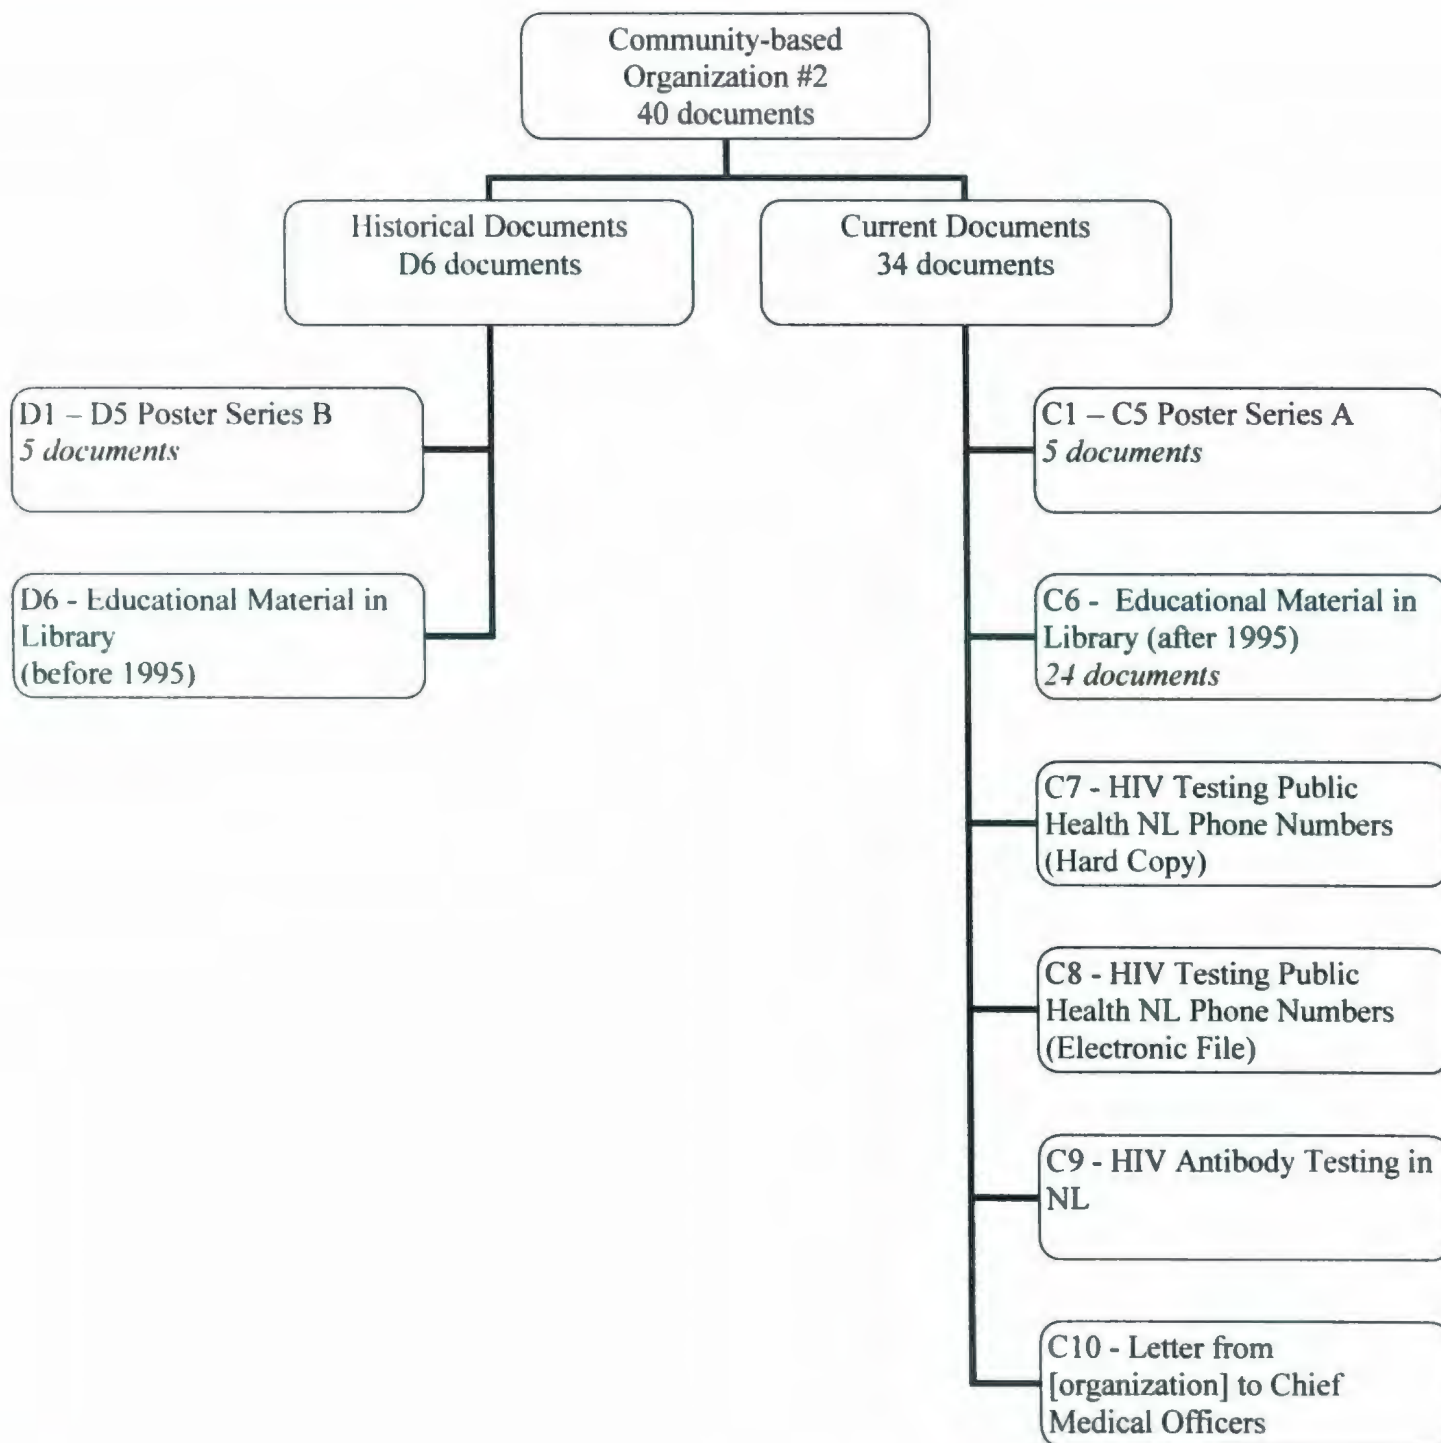 Community-based
Organization #2
40 documents
Historical Documents
D6 documents
Current Documents
34 documents
D1 – D5 Poster Series B
5 documents
D6 - Educational Material in
Library
(before 1995)
C1 – C5 Poster Series A
5 documents
C6 -  Educational Material in
Library (after 1995)
24 documents
C7 - HIV Testing Public
Health NL Phone Numbers
(Hard Copy)
C8 - HIV Testing Public
Health NL Phone Numbers
(Electronic File)
C9 - HIV Antibody Testing in
NL
C10 - Letter from
[organization] to Chief
Medical Officers